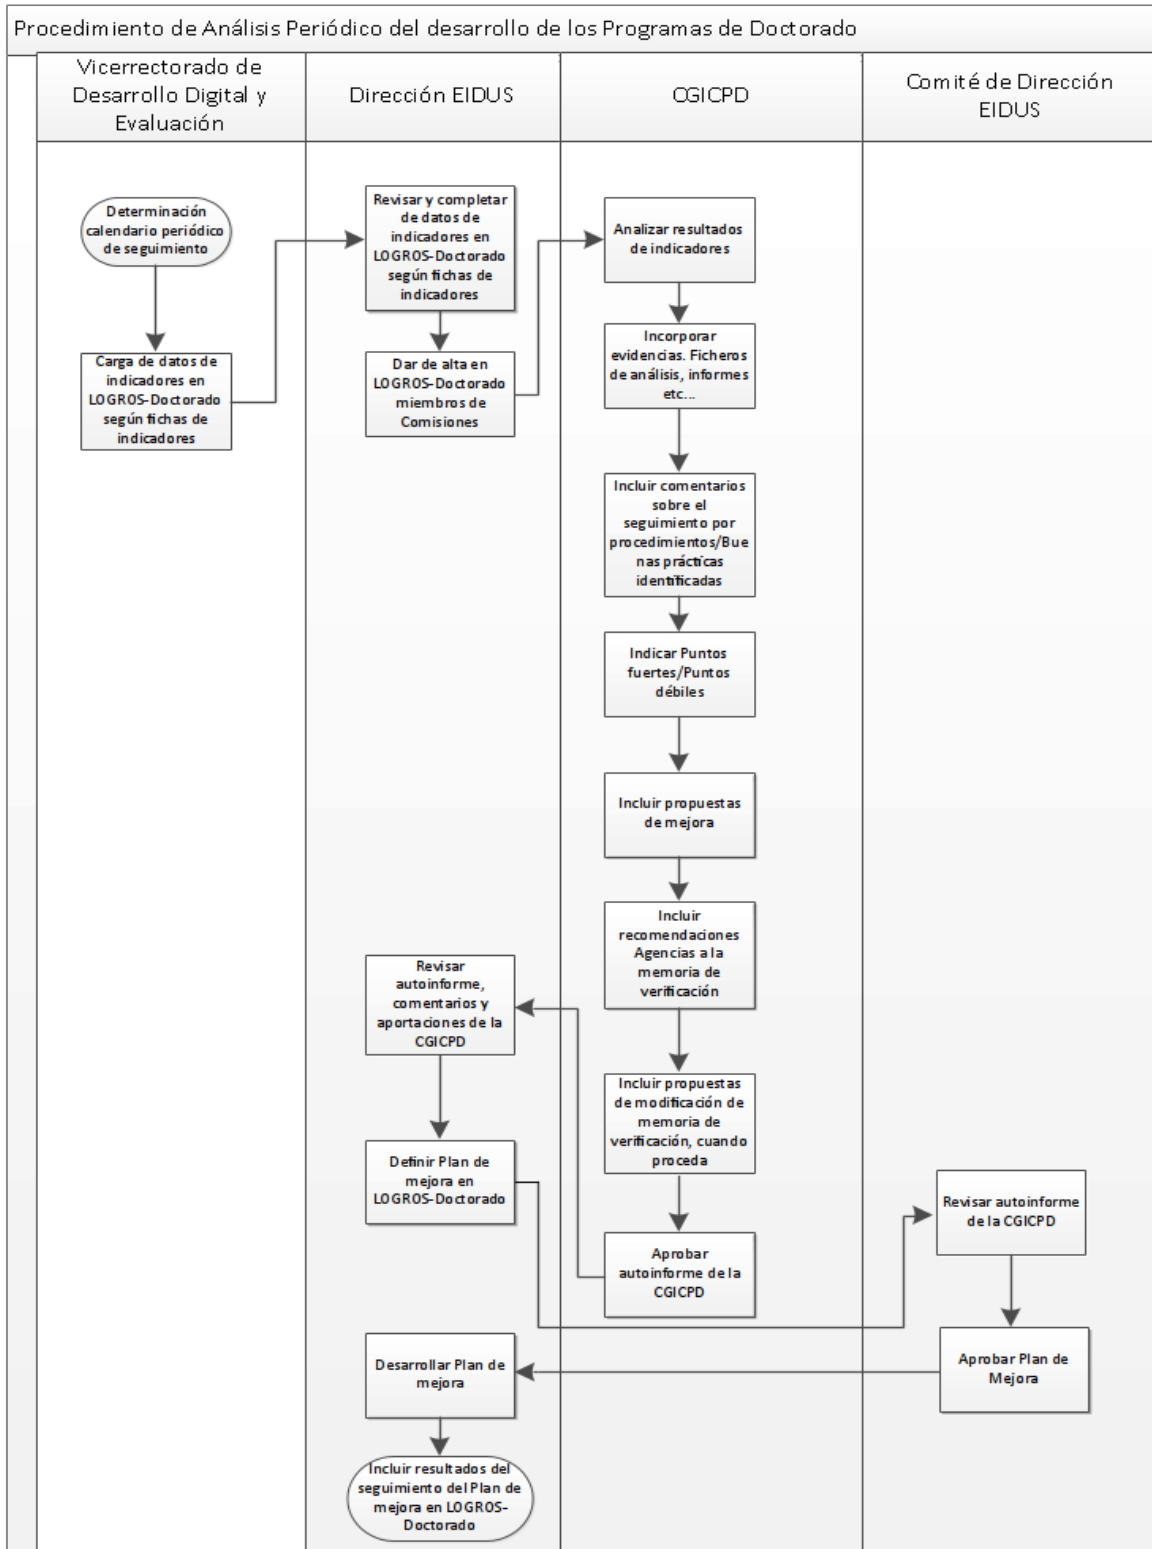 Procedimiento de Análisis Periódico del desarrollo de los Programas de Doctorado
Vicerrectorado de
Desarrollo Digital y
Evaluación
Dirección EIDUS
CGICPD
Comité de Dirección
EIDUS
Determinación
calendario periódico
de seguimiento
Carga de datos de
indicadores en
LOGROS-Doctorado
según fichas de
indicadores
Revisar y completar
de datos de
indicadores en
LOGROS-Doctorado
según fichas de
indicadores
Dar de alta en
LOGROS-Doctorado
miembros de
Comisiones
Analizar resultados
de indicadores
Incorporar
evidencias. Ficheros
de análisis, informes
etc...
Incluir comentarios
sobre el
seguimiento por
procedimientos/Bue
nas prácticas
identificadas
Indicar Puntos
fuertes/Puntos
débiles
Incluir propuestas
de mejora
Incluir
recomendaciones
Agencias a la
memoria de
verificación
Incluir propuestas
de modificación de
memoria de
verificación, cuando
proceda
Aprobar
autoinforme de la
CGICPD
Revisar
autoinforme,
comentarios y
aportaciones de la
CGICPD
Definir Plan de
mejora en
LOGROS-Doctorado
Revisar autoinforme
de la CGICPD
Aprobar Plan de
Mejora
Desarrollar Plan de
mejora
Incluir resultados del
seguimiento del Plan de
mejora en LOGROS-
Doctorado